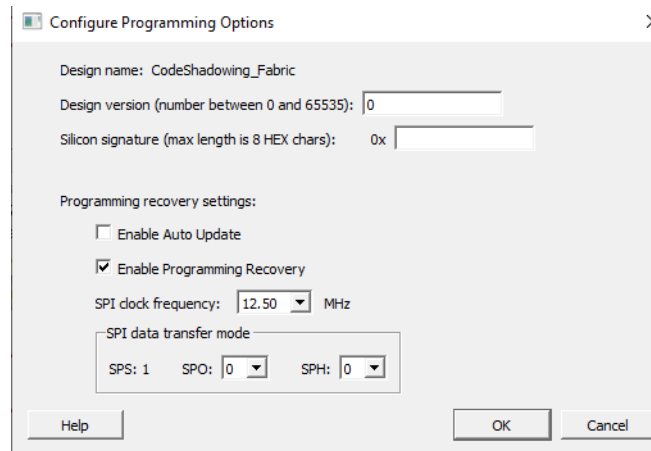 Configure Programming Options
Design name: CodeShadowing_Fabric
Design version (number between 0 and 65535): 0
Silicon signature (max length is 8 HEX chars): 0x
Programming recovery settings:
Enable Auto Update
Enable Programming Recovery
SPI clock frequency: 12.50 MHz
SPI data transfer mode
SPS: 1 SPO: 0 SPH: 0
Help OK Cancel